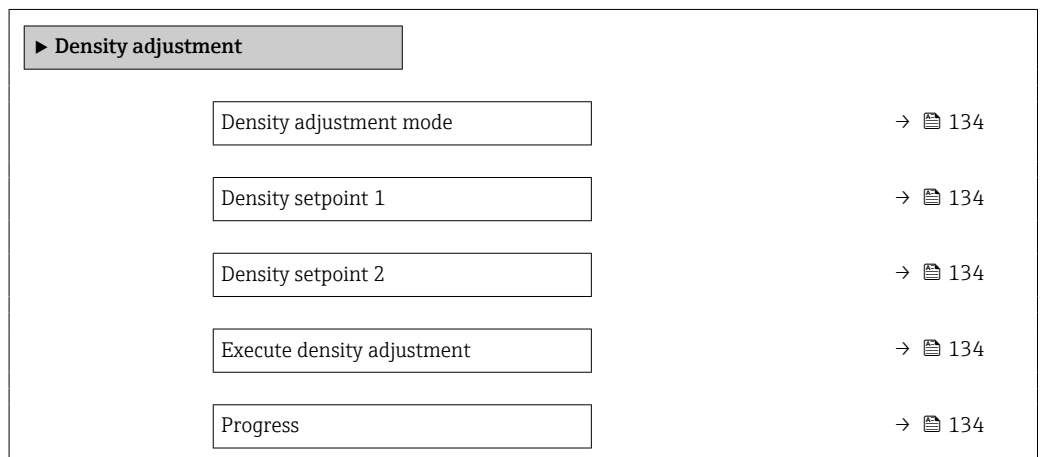 ▶ Density adjustment
Density adjustment mode → 134
Density setpoint 1 → 134
Density setpoint 2 → 134
Execute density adjustment → 134
Progress → 134